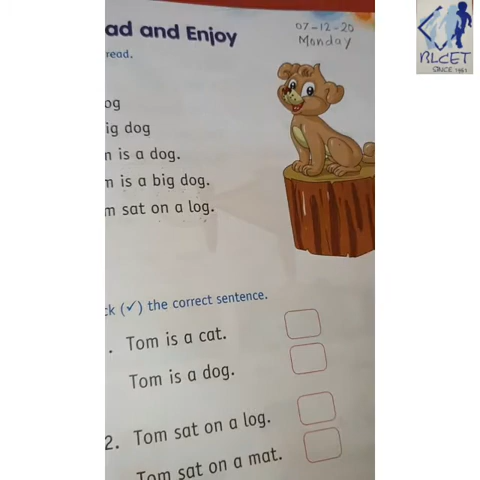 ad and Enjoy
07-12-20
Monday
read.
og
ig dog
n is a dog.
m is a big dog.
m sat on a log.
ck (✓) the correct sentence.
. Tom is a cat.
Tom is a dog.
2. Tom sat on a log.
Tom sat on a mat.
RLCET
SINCE 1991